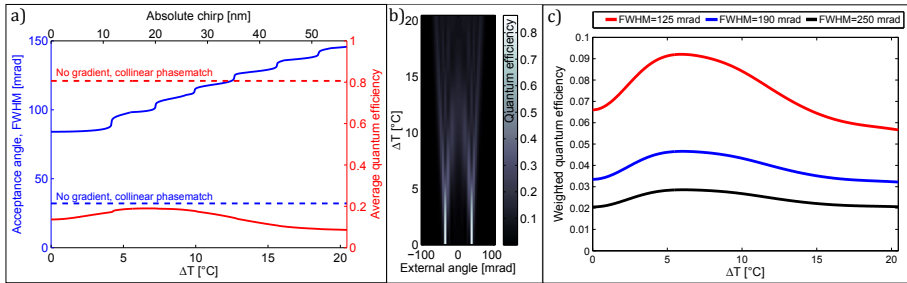 a)
Absolute chirp [nm]
0 10 20 30 40 50
150
100
50
0
Acceptance angle, FWHM [mrad]
No gradient, collinear phasematch
No gradient, collinear phasematch
1
0.8
0.6
0.4
0.2
0
Average quantum efficiency
0 5 10 15 20
ΔT [°C]
b)
20
15
10
5
0
ΔT [°C]
−100 0 100
External angle [mrad]
Quantum efficiency
0.8
0.7
0.6
0.5
0.4
0.3
0.2
0.1
c)
FWHM=125 mrad FWHM=190 mrad FWHM=250 mrad
0.1
0.09
0.08
0.07
0.06
0.05
0.04
0.03
0.02
0.01
0
Weighted quantum efficiency
0 5 10 15 20
ΔT [°C]